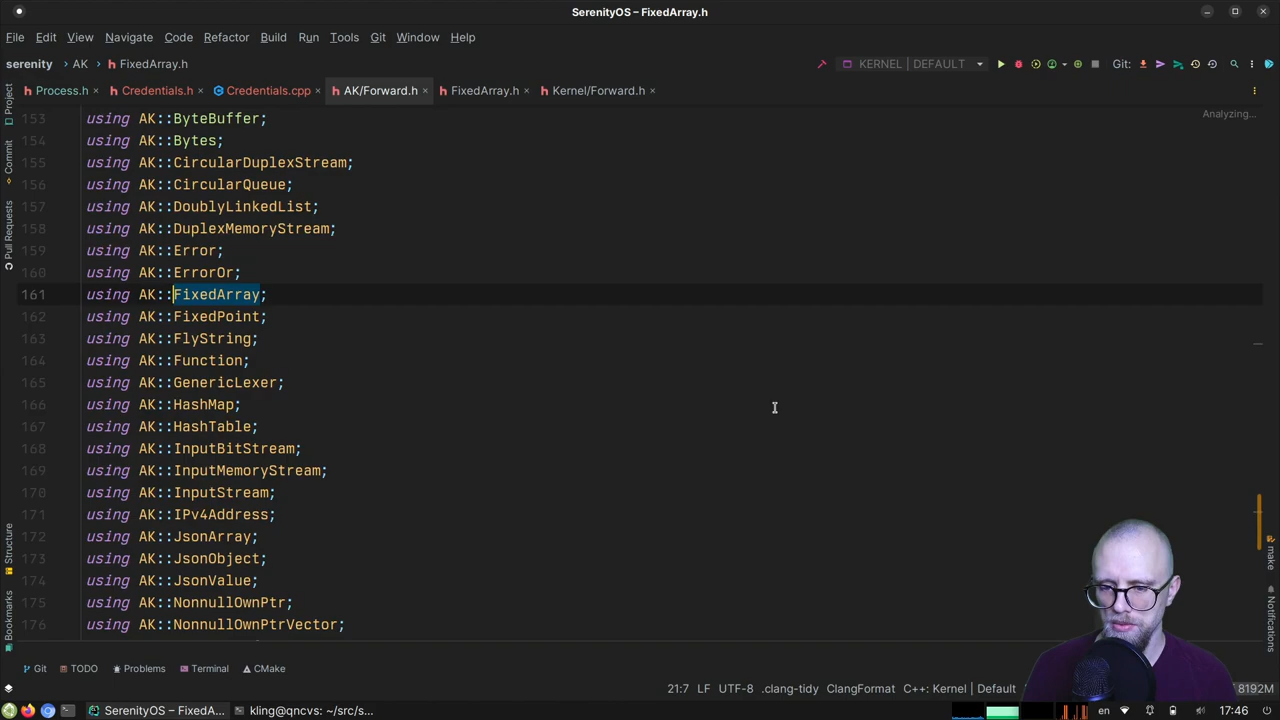 SerenityOS – FixedArray.h
File Edit View Navigate Code Refactor Build Run Tools Git Window Help
serenity AK FixedArray.h KERNEL | DEFAULT Git:
Process.h Credentials.h Credentials.cpp AK/Forward.h FixedArray.h Kernel/Forward.h
Analyzing...
153 using AK::ByteBuffer;
154 using AK::Bytes;
155 using AK::CircularDuplexStream;
156 using AK::CircularQueue;
157 using AK::DoublyLinkedList;
158 using AK::DuplexMemoryStream;
159 using AK::Error;
160 using AK::ErrorOr;
161 using AK::FixedArray;
162 using AK::FixedPoint;
163 using AK::FlyString;
164 using AK::Function;
165 using AK::GenericLexer;
166 using AK::HashMap;
167 using AK::HashTable;
168 using AK::InputBitStream;
169 using AK::InputMemoryStream;
170 using AK::InputStream;
171 using AK::IPv4Address;
172 using AK::JsonArray;
173 using AK::JsonObject;
174 using AK::JsonValue;
175 using AK::NonnullOwnPtr;
176 using AK::NonnullOwnPtrVector;
Project
Commit
Pull Requests
Structure
Bookmarks
make
Notifications
Git TODO Problems Terminal CMake
21:7 LF UTF-8 .clang-tidy ClangFormat C++: Kernel | Default 8192M
SerenityOS – FixedA... kling@qncvs: ~/src/s... en 17:46